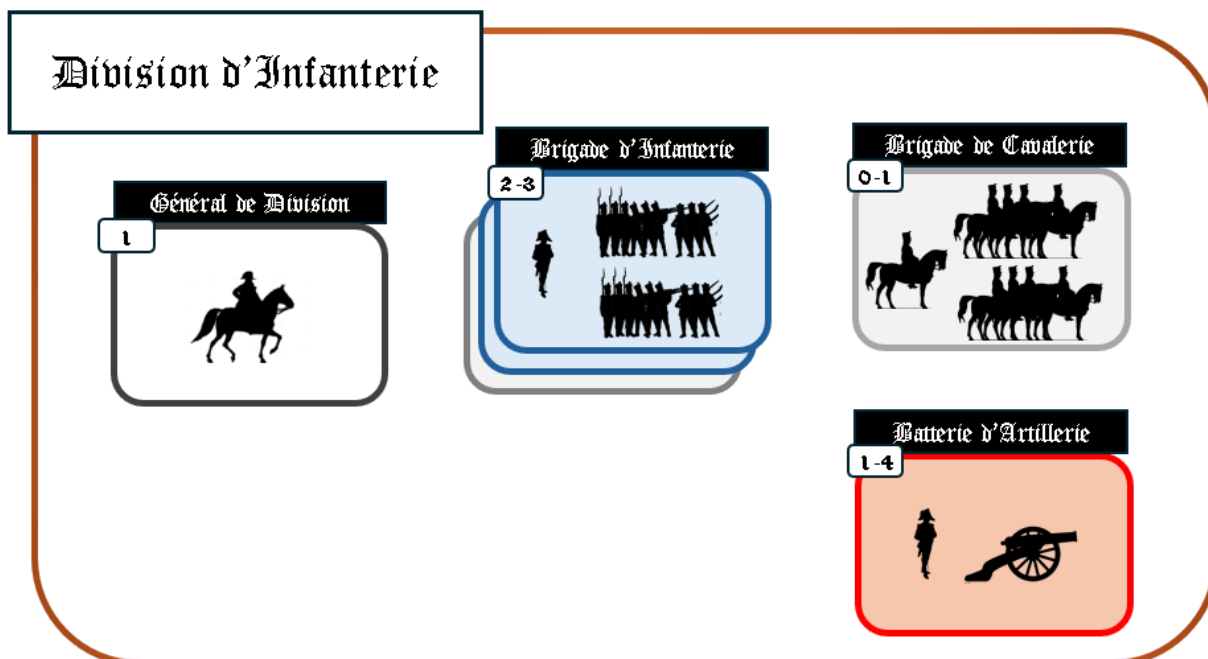 Division d'Infanterie
Général de Division
1
Brigade d'Infanterie
2-3
Brigade de Cavalerie
0-1
Batterie d'Artillerie
1-4